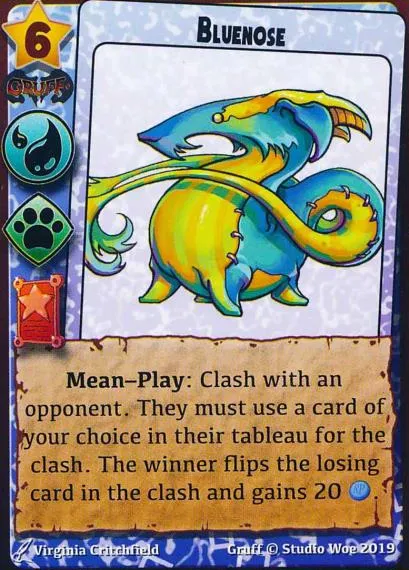 6
BLUENOSE
GRUFF
Mean–Play: Clash with an
opponent. They must use a card of
your choice in their tableau for the
clash. The winner flips the losing
card in the clash and gains 20 NP
Virginia Critchfield
Gruff © Studio Woe 2019